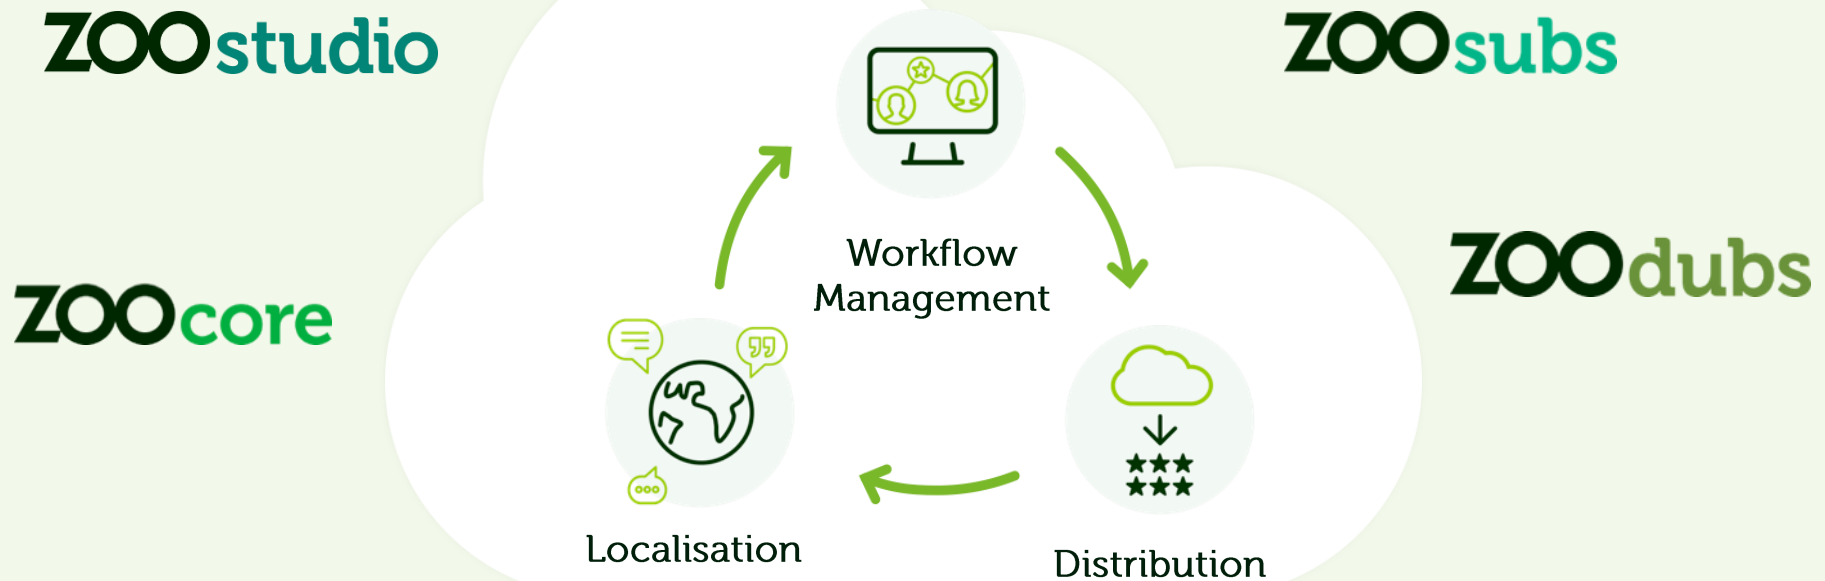 ZOOstudio
ZOOsubs
Workflow
Management
ZOOdubs
ZOOcore
Localisation
Distribution